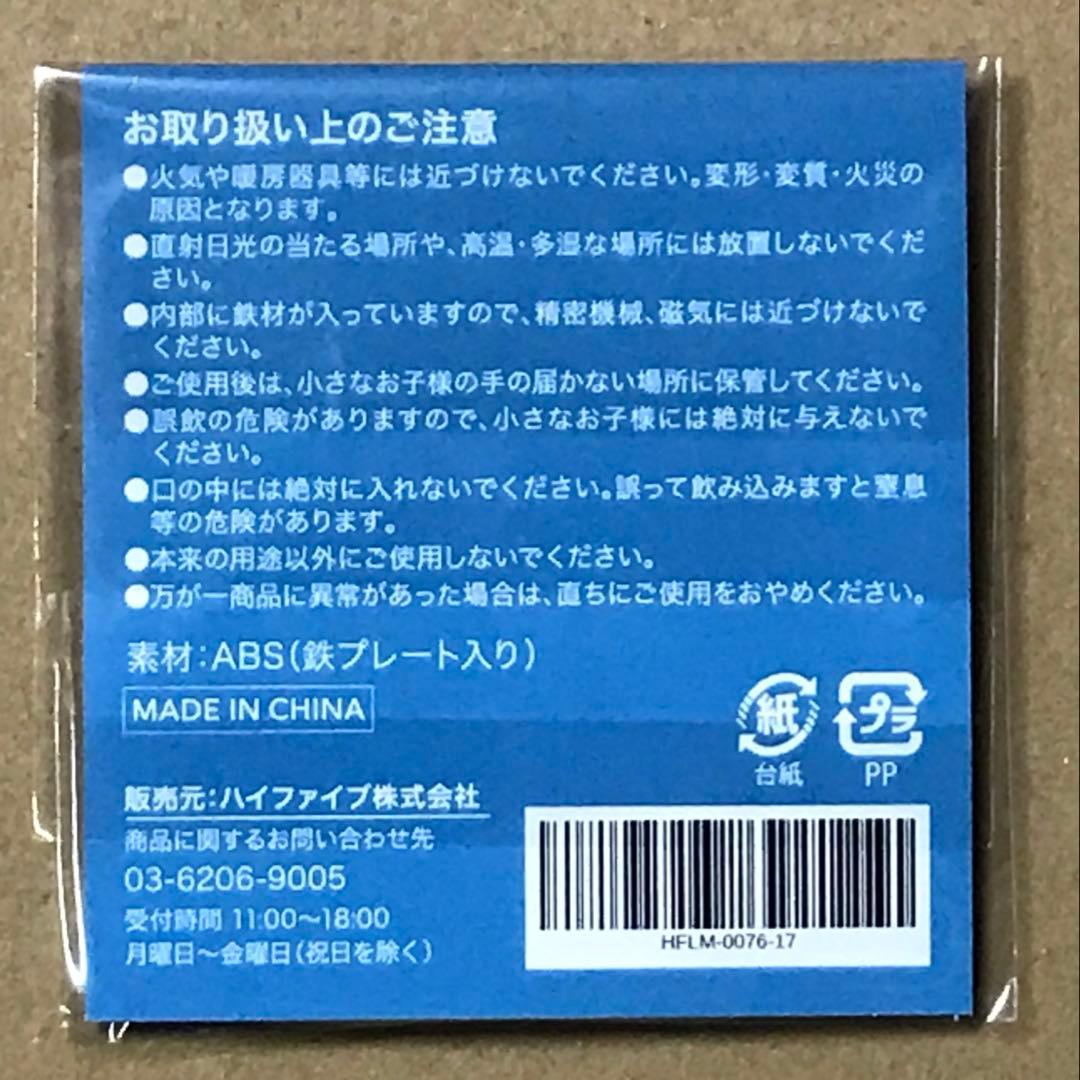 お取り扱い上のご注意
●火気や暖房器具等には近づけないでください。変形・変質・火災の
原因となります。
●直射日光の当たる場所や、高温・多湿な場所には放置しないでくだ
さい。
●内部に鉄材が入っていますので、精密機械、磁気には近づけないで
ください。
●ご使用後は、小さなお子様の手の届かない場所に保管してください。
●誤飲の危険がありますので、小さなお子様には絶対に与えないで
ください。
●口の中には絶対に入れないでください。誤って飲み込みますと窒息
等の危険があります。
●本来の用途以外にご使用しないでください。
●万が一商品に異常があった場合は、直ちにご使用をおやめください。
素材：ABS（鉄プレート入り）
MADE IN CHINA
紙
台紙
プラ
PP
販売元：ハイファイブ株式会社
商品に関するお問い合わせ先
03-6206-9005
受付時間 11:00～18:00
月曜日～金曜日（祝日を除く）
HFLM-0076-17